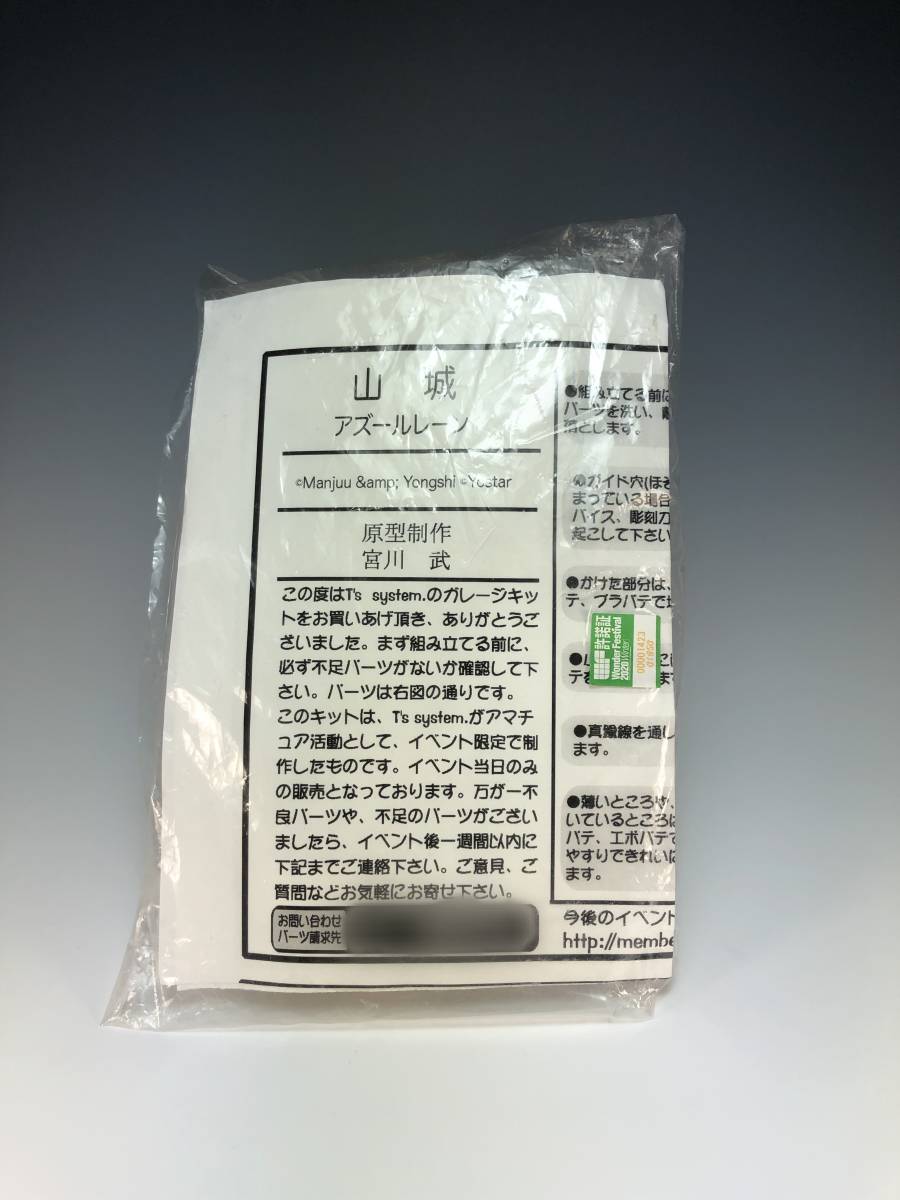 山 城
アズールレーン
©Manjuu &amp; Yongshi ©Yostar
原型制作
宮川 武
この度はT's system.のガレージキッ
トをお買いあげ頂き、ありがとうご
ざいました。まず組み立てる前に、
必ず不足パーツがないか確認して下
さい。パーツは右図の通りです。
このキットは、T's system.がアマチ
ュア活動として、イベント限定で制
作したものです。イベント当日のみ
の販売となっております。万が一不
良パーツや、不足のパーツがござい
ましたら、イベント後一週間以内に
下記までご連絡下さい。ご意見、ご
質問などお気軽にお寄せ下さい。
お問い合わせ
パーツ請求先
●組み立てる前に
パーツを洗い、
落とします。
●ガイド穴(ほぞ
まっている場合
バイス、彫刻刀
起こして下さい
●かけた部分は、
テ、プラパテで
許諾証
Wonder Festival
2020 Winter
00001423
01850
●真鍮線を通し
ます。
●薄いところや、
いているところは
パテ、エポパテで
やすりできれいに
ます。
今後のイベント
http://membe